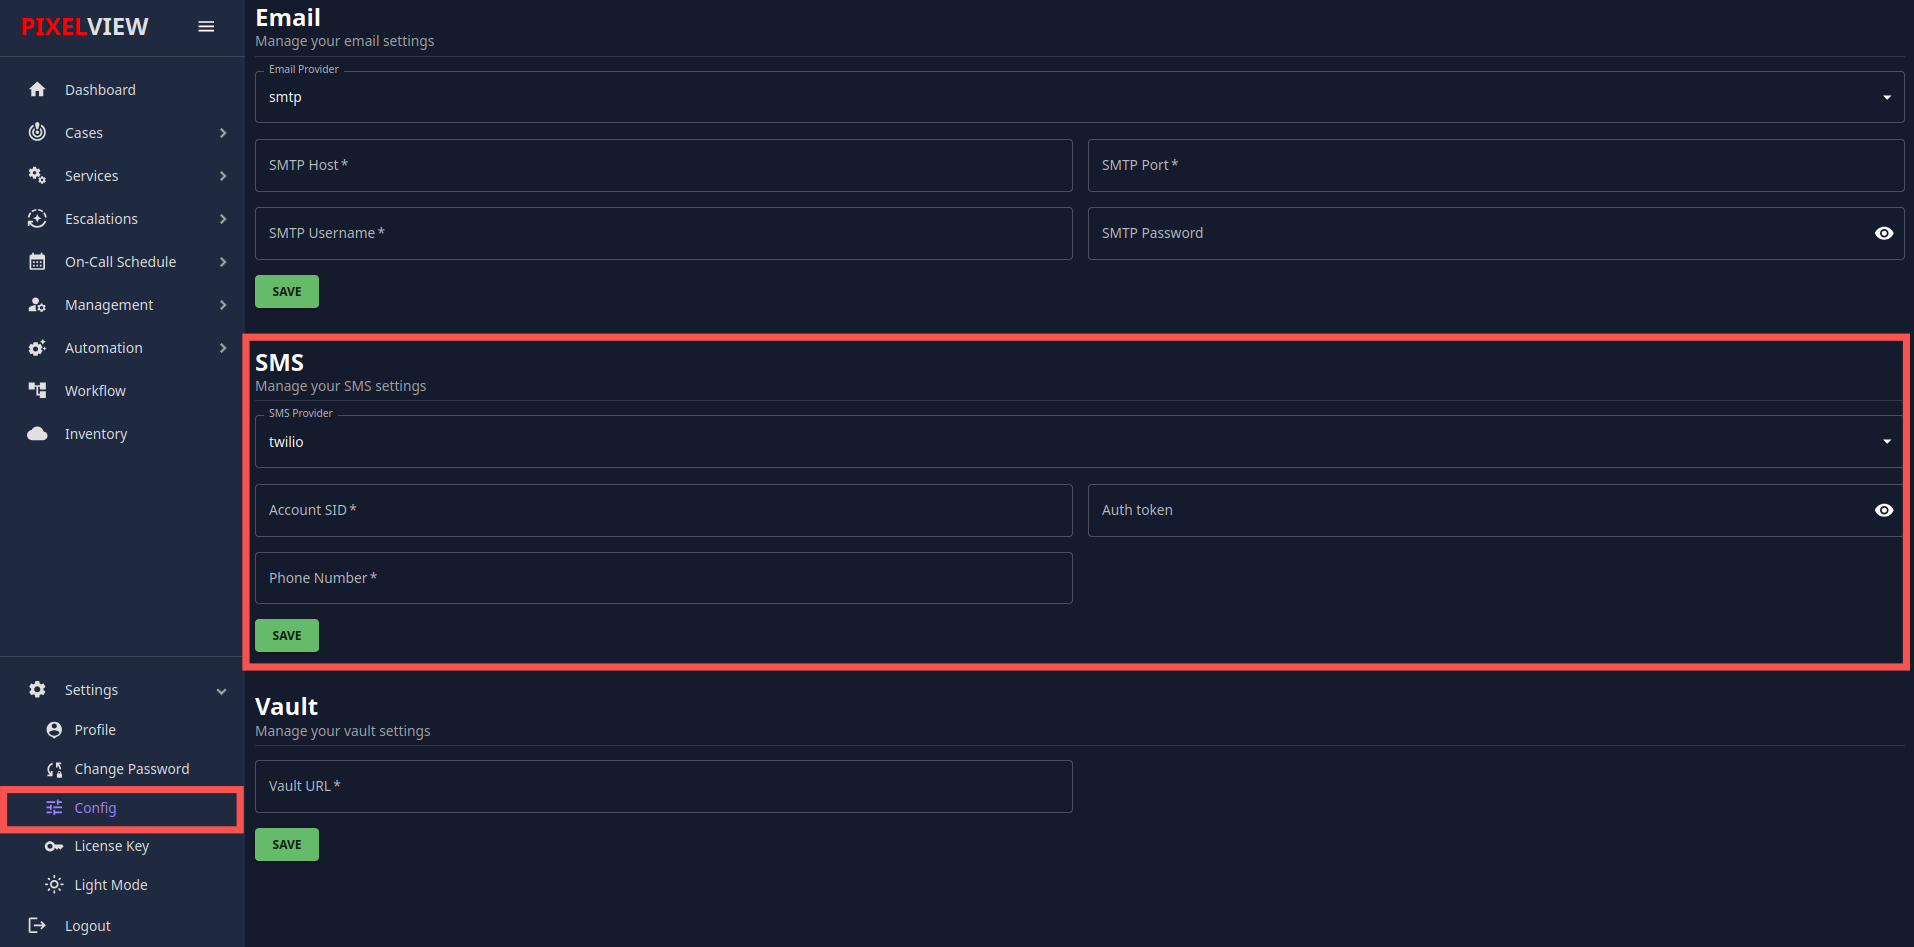 PIXELVIEW
Dashboard
Cases
Services
Escalations
On-Call Schedule
Management
Automation
Workflow
Inventory
Settings
Profile
Change Password
Config
License Key
Light Mode
Logout
Email
Manage your email settings
Email Provider
smtp
SMTP Host *
SMTP Port *
SMTP Username *
SMTP Password
SAVE
SMS
Manage your SMS settings
SMS Provider
twilio
Account SID *
Auth token
Phone Number *
SAVE
Vault
Manage your vault settings
Vault URL *
SAVE